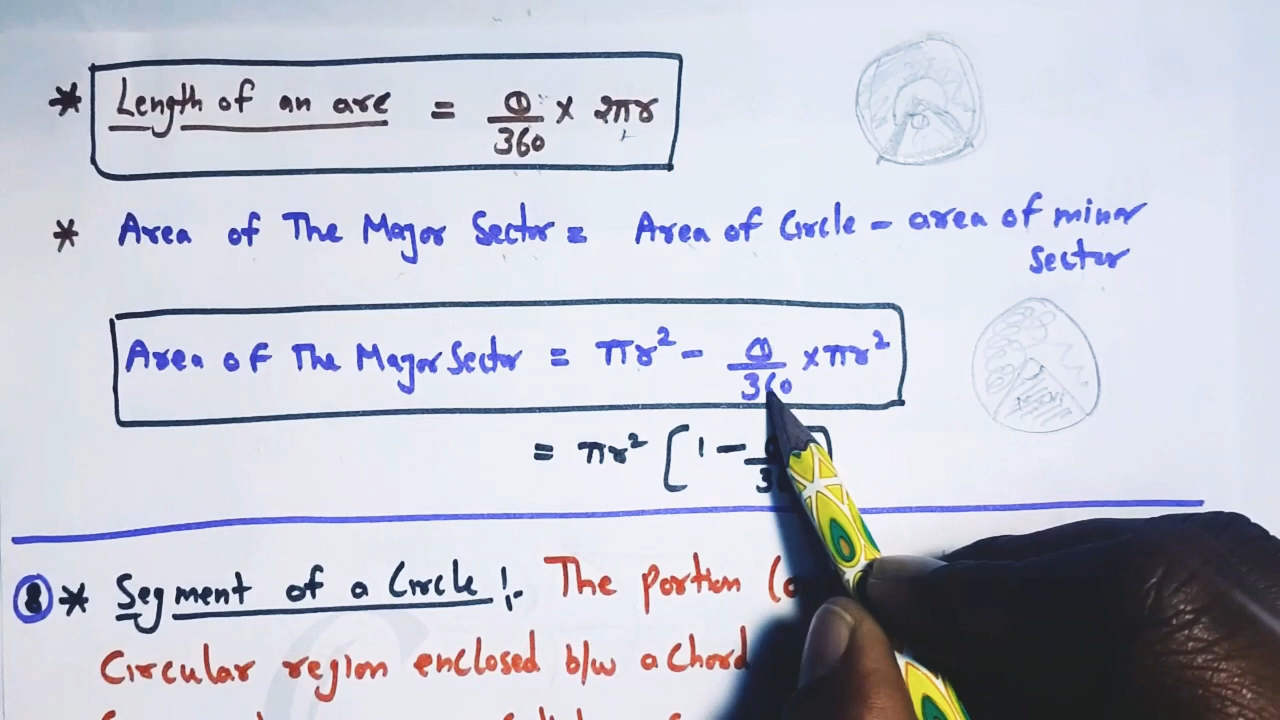 * Length of an arc = θ/360 × 2πr
* Area of The Major Sector = Area of Circle - area of minor
sector
Area of The Major Sector = πr² - θ/360 × πr²
= πr² [1 -
8 * Segment of a Circle :- The portion
Circular region enclosed b/w a chord